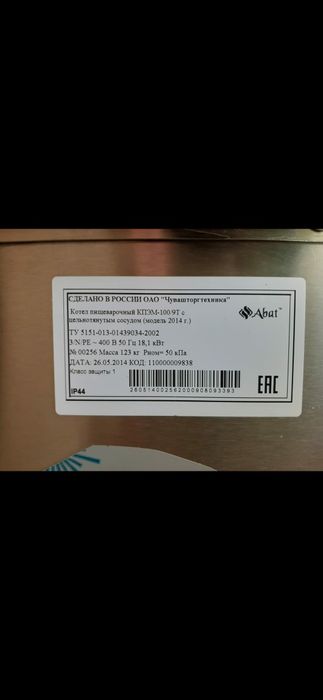 СДЕЛАНО В РОССИИ ОАО "Чувашторгтехника"
Abat™
Котел пищеварочный КПЭМ-100.9Т с
цельнотянутым сосудом (модель 2014 г.)
ТУ 5151-013-01439034-2002
3/N/PE ~ 400 В 50 Гц 18,1 кВт
№ 00256 Масса 123 кг Рном= 50 кПа
ДАТА: 26.05.2014 КОД: 110000009838
Класс защиты 1
260514002562000908093393
IP44
EAC